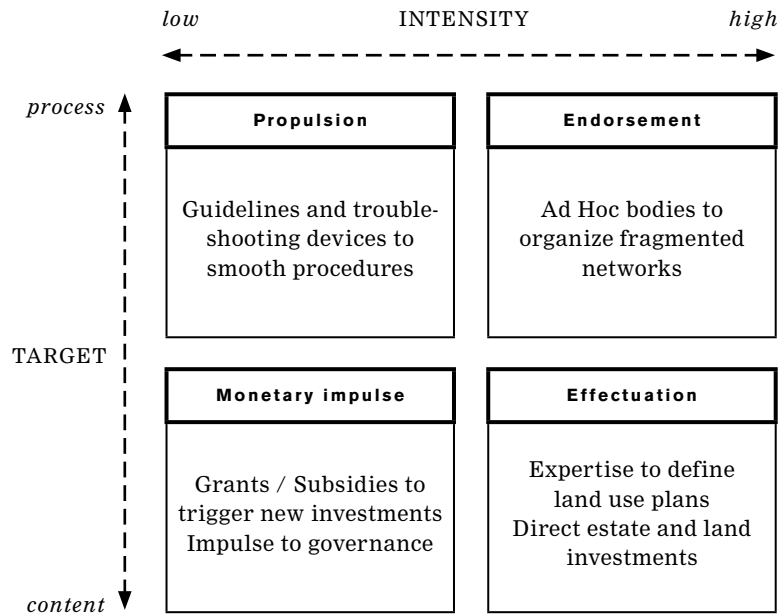 low INTENSITY high
process
Propulsion
Guidelines and trouble-
shooting devices to
smooth procedures
Endorsement
Ad Hoc bodies to
organize fragmented
networks
TARGET
Monetary impulse
Grants / Subsidies to
trigger new investments
Impulse to governance
Effectuation
Expertise to define
land use plans
Direct estate and land
investments
content